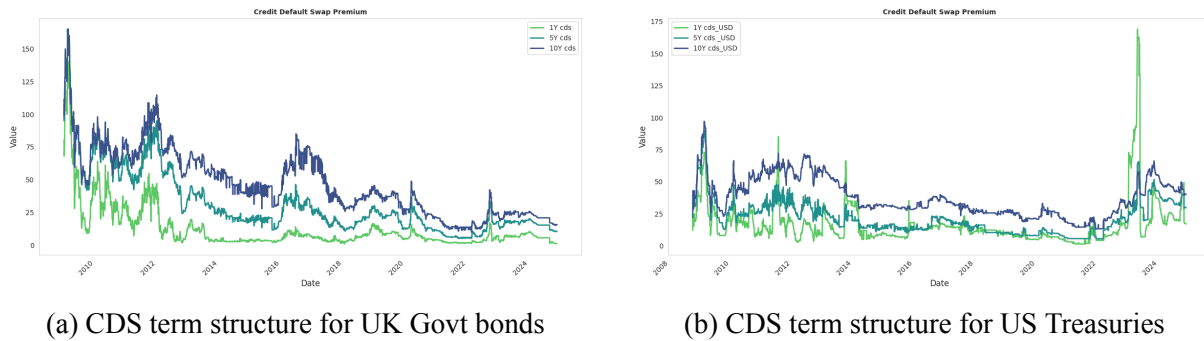 Credit Default Swap Premium
1Y cds
5Y cds
10Y cds
Value
150
125
100
75
50
25
0
2010
2012
2014
2016
2018
2020
2022
2024
Date
(a) CDS term structure for UK Govt bonds
Credit Default Swap Premium
1Y cds_USD
5Y cds _USD
10Y cds_USD
Value
175
150
125
100
75
50
25
0
2008
2010
2012
2014
2016
2018
2020
2022
2024
Date
(b) CDS term structure for US Treasuries